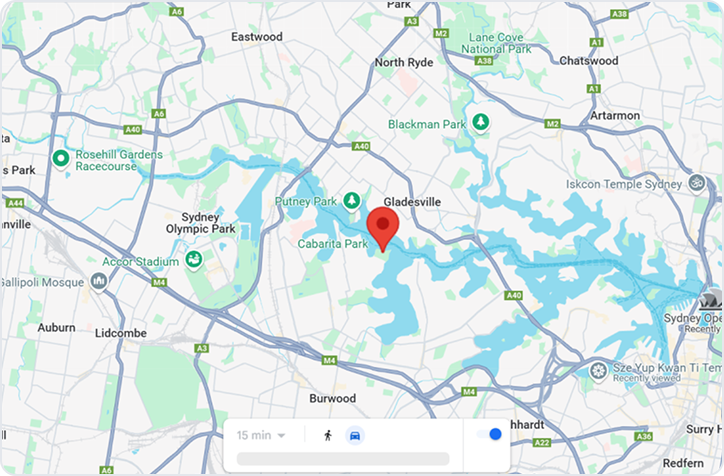 Park
A6
A3
A38
M2
Lane Cove
National Park
A1
Eastwood
North Ryde
A38
Chatswood
A1
A6
Blackman Park
M2
Artarmon
A40
A40
Rosehill Gardens
Racecourse
s Park
Iskcon Temple Sydney
A44
Putney Park
Gladesville
Sydney
Olympic Park
Cabarita Park
Accor Stadium
Gallipoli Mosque
M4
A40
Sydney Ope
Recently
Auburn
Lidcombe
A3
M4
Sze Yup Kwan Ti Tem
Recently viewed
M4
Burwood
hhardt
Surry H
15 min
A22
A36
A6
Redfern